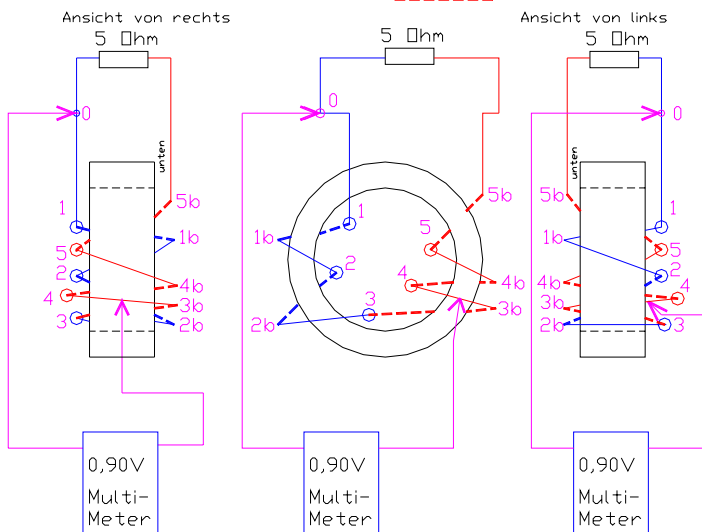 Ansicht von rechts
5 Ohm
0
unten
1
5
2
4
3
5b
1b
4b
3b
2b
0,90V
Multi-
Meter
5 Ohm
0
1
1b
5
2
4
4b
3
3b
2b
0,90V
Multi-
Meter
Ansicht von links
5 Ohm
0
unten
5b
1
1b
5
2
4b
4
3b
2b
3
0,90V
Multi-
Meter
5b